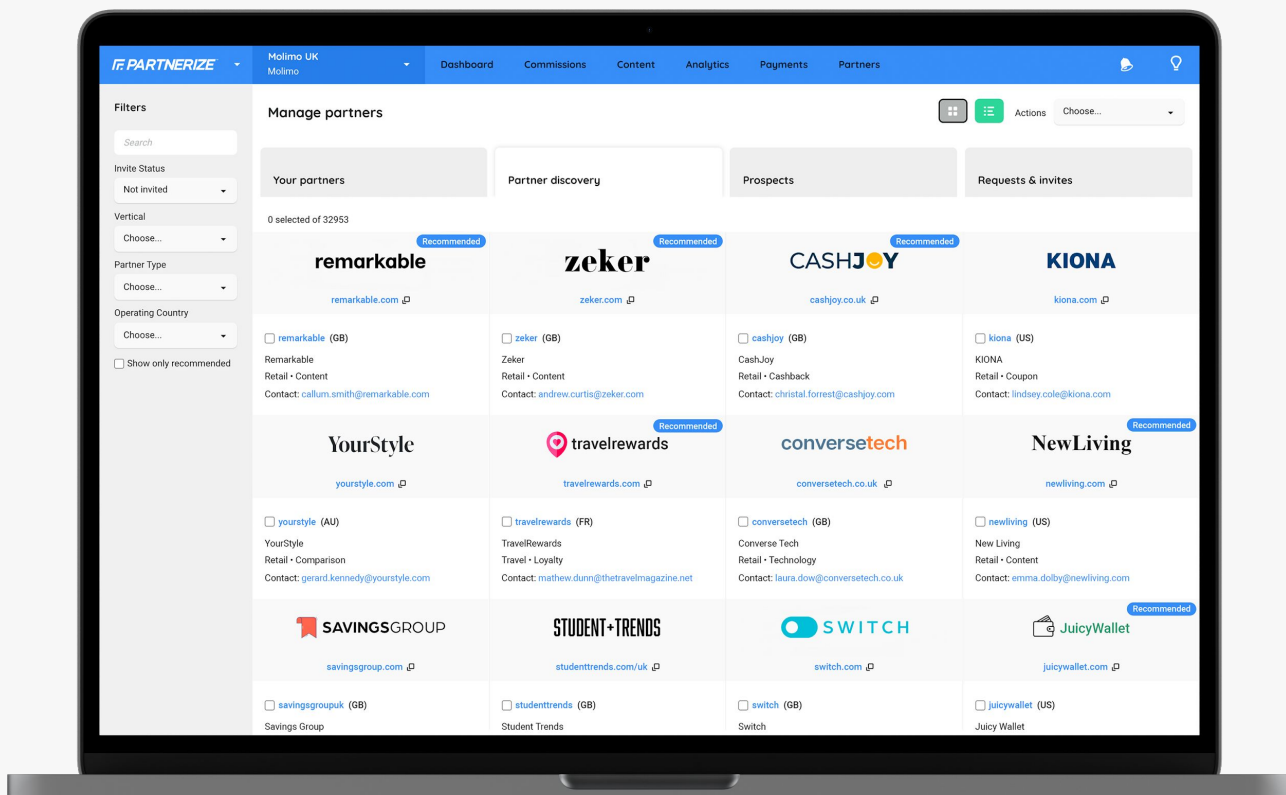 PARTNERIZE
Molimo UK
Molimo
Dashboard
Commissions
Content
Analytics
Payments
Partners
Filters
Search
Invite Status
Not invited
Vertical
Choose...
Partner Type
Choose...
Operating Country
Choose...
Show only recommended
Manage partners
Actions
Choose...
Your partners
Partner discovery
Prospects
Requests & invites
0 selected of 32953
Recommended
remarkable
remarkable.com
Recommended
zeker
zeker.com
Recommended
CASHJOY
cashjoy.co.uk
KIONA
kiona.com
remarkable (GB)
Remarkable
Retail • Content
Contact: callum.smith@remarkable.com
zeker (GB)
Zeker
Retail • Content
Contact: andrew.curtis@zeker.com
cashjoy (GB)
CashJoy
Retail • Cashback
Contact: christal.forrest@cashjoy.com
kiona (US)
KIONA
Retail • Coupon
Contact: lindsey.cole@kiona.com
YourStyle
yourstyle.com
Recommended
travelrewards
travelrewards.com
conversetech
conversetech.co.uk
Recommended
NewLiving
newliving.com
yourstyle (AU)
YourStyle
Retail • Comparison
Contact: gerard.kennedy@yourstyle.com
travelrewards (FR)
TravelRewards
Travel • Loyalty
Contact: mathew.dunn@thetravelmagazine.net
conversetech (GB)
Converse Tech
Retail • Technology
Contact: laura.dow@conversetech.co.uk
newliving (US)
New Living
Retail • Content
Contact: emma.dolby@newliving.com
SAVINGSGROUP
savingsgroup.com
STUDENT+TRENDS
studenttrends.com/uk
SWITCH
switch.com
Recommended
JuicyWallet
juicywallet.com
savingsgroupuk (GB)
Savings Group
studenttrends (GB)
Student Trends
switch (GB)
Switch
juicywallet (US)
Juicy Wallet